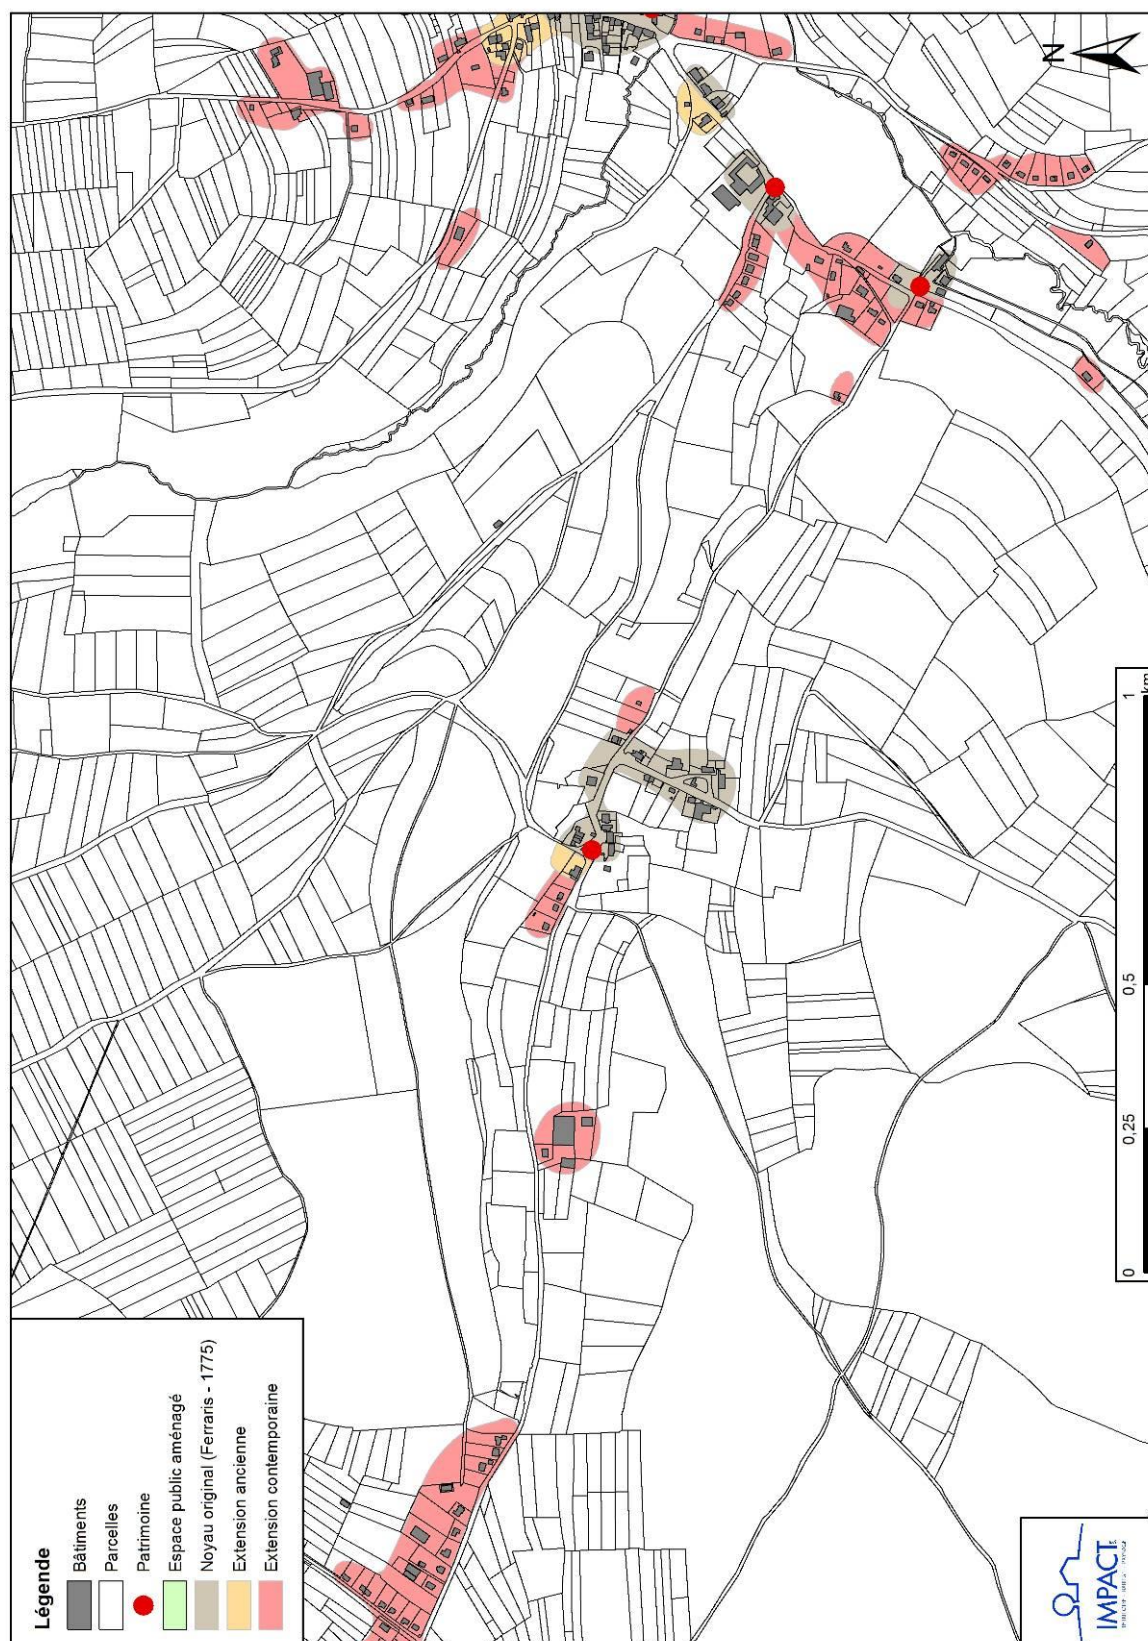 Légende
Bâtiments
Parcelles
Patrimoine
Espace public aménagé
Noyau original (Ferraris - 1775)
Extension ancienne
Extension contemporaine
N
0 0,25 0,5 1
km
IMPACT